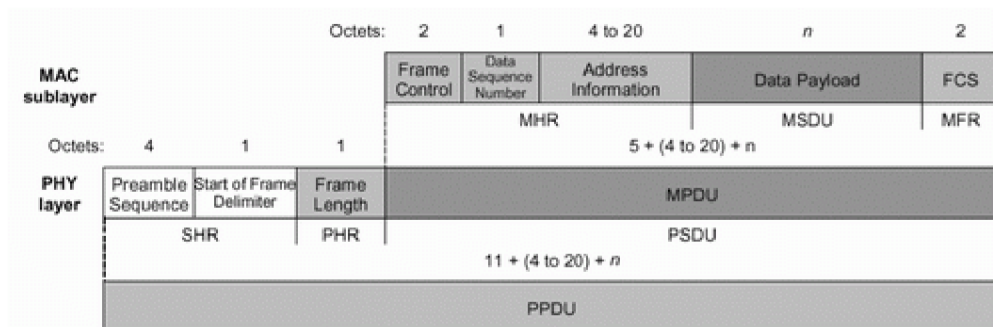 Octets: 2 1 4 to 20 n 2
MAC sublayer
Frame Control
Data Sequence Number
Address Information
Data Payload
FCS
MHR MSDU MFR
Octets: 4 1 1 5 + (4 to 20) + n
PHY layer
Preamble Sequence
Start of Frame Delimiter
Frame Length
MPDU
SHR PHR PSDU
11 + (4 to 20) + n
PPDU